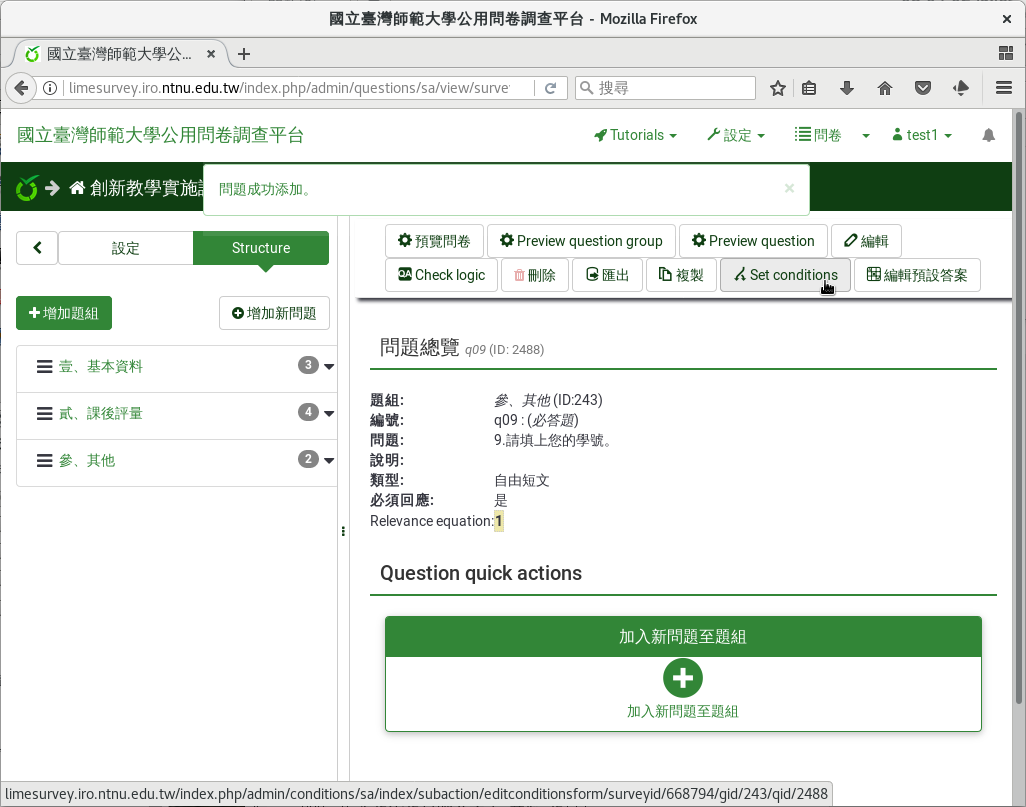 國立臺灣師範大學公用問卷調查平台 - Mozilla Firefox
國立臺灣師範大學公...
limesurvey.iro.ntnu.edu.tw/index.php/admin/questions/sa/view/surve
搜尋
國立臺灣師範大學公用問卷調查平台
Tutorials
設定
問卷
test1
創新教學實施
問題成功添加。
×
設定
Structure
預覽問卷
Preview question group
Preview question
編輯
Check logic
刪除
匯出
複製
Set conditions
編輯預設答案
增加題組
增加新問題
壹、基本資料 3
貳、課後評量 4
參、其他 2
問題總覽 q09 (ID: 2488)
題組: 參、其他 (ID:243)
編號: q09 : (必答題)
問題: 9.請填上您的學號。
說明:
類型: 自由短文
必須回應: 是
Relevance equation: 1
Question quick actions
加入新問題至題組
加入新問題至題組
limesurvey.iro.ntnu.edu.tw/index.php/admin/conditions/sa/index/subaction/editconditionsform/surveyid/668794/gid/243/qid/2488